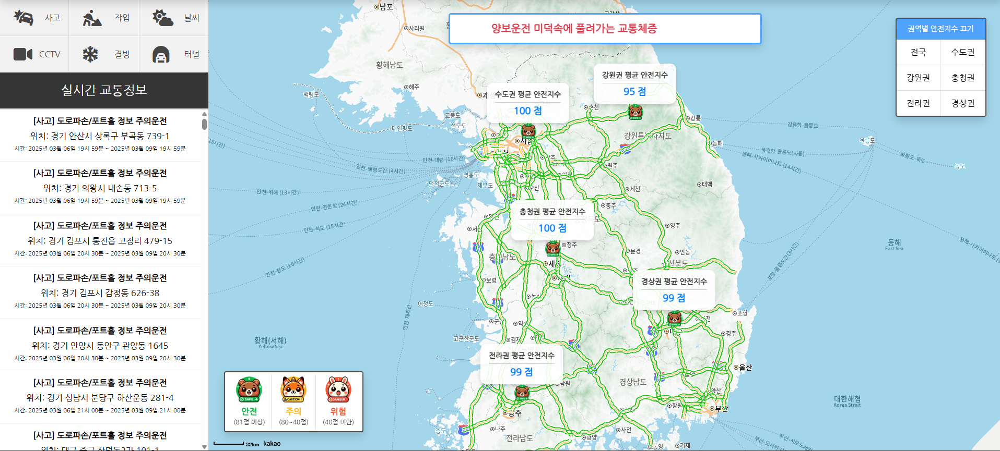 사고
작업
날씨
CCTV
결빙
터널
실시간 교통정보
[사고] 도로파손/포트홀 정보 주의운전
위치: 경기 안산시 상록구 부곡동 739-1
시간: 2025년 03월 06일 19시 59분 ~ 2025년 03월 09일 19시 59분
[사고] 도로파손/포트홀 정보 주의운전
위치: 경기 의왕시 내손동 713-5
시간: 2025년 03월 06일 19시 59분 ~ 2025년 03월 09일 19시 59분
[사고] 도로파손/포트홀 정보 주의운전
위치: 경기 김포시 통진읍 고정리 479-15
시간: 2025년 03월 06일 20시 30분 ~ 2025년 03월 09일 20시 30분
[사고] 도로파손/포트홀 정보 주의운전
위치: 경기 김포시 감정동 626-38
시간: 2025년 03월 06일 20시 30분 ~ 2025년 03월 09일 20시 30분
[사고] 도로파손/포트홀 정보 주의운전
위치: 경기 안양시 동안구 관양동 1645
시간: 2025년 03월 06일 20시 30분 ~ 2025년 03월 09일 20시 30분
[사고] 도로파손/포트홀 정보 주의운전
위치: 경기 성남시 분당구 하산운동 281-4
시간: 2025년 03월 06일 21시 00분 ~ 2025년 03월 09일 21시 00분
[사고] 도로파손/포트홀 정보 주의운전
양보운전 미덕속에 풀려가는 교통체증
권역별 안전지수 끄기
전국
수도권
강원권
충청권
전라권
경상권
남포
사리원
황해남도
해주
백령도
교동도
석모도
대연평도
강원권 평균 안전지수
95 점
수도권 평균 안전지수
100 점
춘천
강릉
동해
강릉항-울릉도
울릉도
묵호항-울릉도(사동)
동해-사카이미나토 (14시간)
울릉도-독도
독도
15시간)
인천-대련 (16시간)
인천-백령도간 (4시간)
영흥도
덕적군도
제부도
인천-위해 (13시간)
인천-연운항 (24시간)
인천-석도 (15시간)
인천-청도 (16시간)
원주
오산
제천
태백
충주
충청권 평균 안전지수
100 점
청주
영주
문경
안동
동해
East Sea
포항-울릉도간(3시간)
보령
어청도
인천-제주간
경상권 평균 안전지수
99 점
포항
경주
황해(서해)
Yellow Sea
고군산군도
전라권 평균 안전지수
99 점
남원
경상남도
울산
양산
부산
대한해협
Korea Strait
SAFE
CAUTION !
DANGER
안전
주의
위험
(81점 이상)
(80~40점)
(40점 미만)
증도
나주
전라남도
광양
사천
통영
거제
32km
kakao